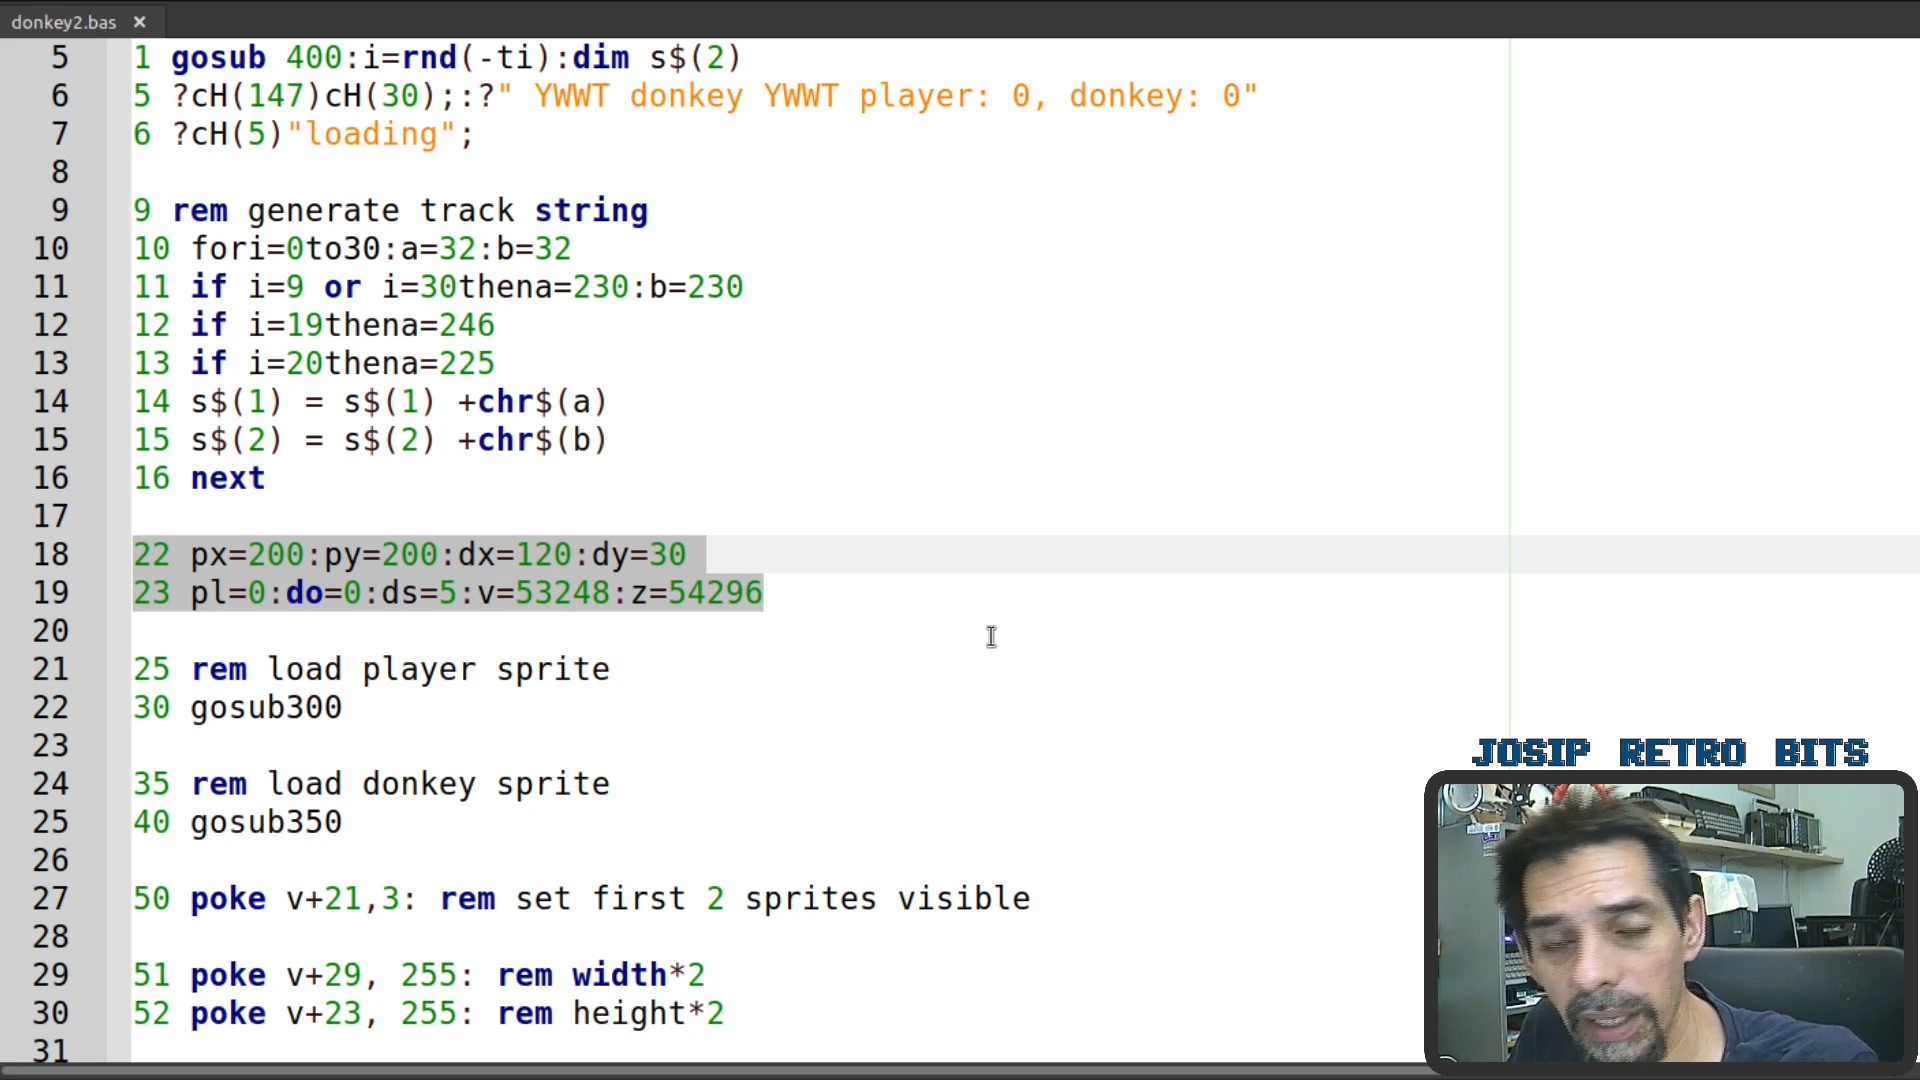 donkey2.bas ×
5 1 gosub 400:i=rnd(-ti):dim s$(2)
6 5 ?cH(147)cH(30);:?" YWWT donkey YWWT player: 0, donkey: 0"
7 6 ?cH(5)"loading";
8
9 9 rem generate track string
10 10 fori=0to30:a=32:b=32
11 11 if i=9 or i=30thena=230:b=230
12 12 if i=19thena=246
13 13 if i=20thena=225
14 14 s$(1) = s$(1) +chr$(a)
15 15 s$(2) = s$(2) +chr$(b)
16 16 next
17
18 22 px=200:py=200:dx=120:dy=30
19 23 pl=0:do=0:ds=5:v=53248:z=54296
20
21 25 rem load player sprite
22 30 gosub300
23
24 35 rem load donkey sprite
25 40 gosub350
26
27 50 poke v+21,3: rem set first 2 sprites visible
28
29 51 poke v+29, 255: rem width*2
30 52 poke v+23, 255: rem height*2
31
JOSIP RETRO BITS